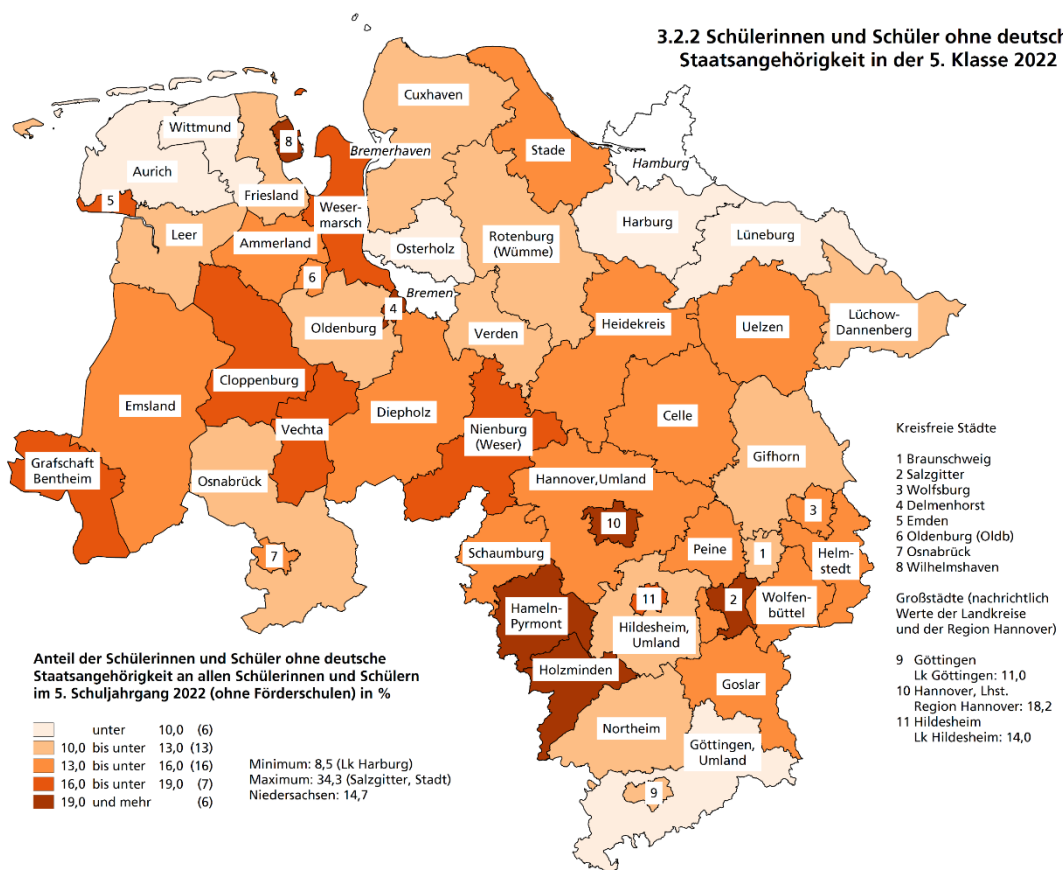 3.2.2 Schülerinnen und Schüler ohne deutsche
Staatsangehörigkeit in der 5. Klasse 2022
Cuxhaven
Wittmund
8
Bremerhaven
Stade
Hamburg
Aurich
5
Friesland
Weser-
marsch
Harburg
Lüneburg
Leer
Ammerland
Osterholz
Rotenburg
(Wümme)
6
Bremen
4
Oldenburg
Verden
Heidekreis
Uelzen
Lüchow-
Dannenberg
Cloppenburg
Emsland
Vechta
Diepholz
Nienburg
(Weser)
Celle
Gifhorn
Grafschaft
Bentheim
Osnabrück
Hannover,Umland
10
3
7
Schaumburg
Peine
1
Helm-
stedt
Hameln-
Pyrmont
11
2
Wolfen-
büttel
Hildesheim,
Umland
Holzminden
Goslar
Northeim
Göttingen,
Umland
9
Kreisfreie Städte
1 Braunschweig
2 Salzgitter
3 Wolfsburg
4 Delmenhorst
5 Emden
6 Oldenburg (Oldb)
7 Osnabrück
8 Wilhelmshaven
Großstädte (nachrichtlich
Werte der Landkreise
und der Region Hannover)
9 Göttingen
Lk Göttingen: 11,0
10 Hannover, Lhst.
Region Hannover: 18,2
11 Hildesheim
Lk Hildesheim: 14,0
Anteil der Schülerinnen und Schüler ohne deutsche
Staatsangehörigkeit an allen Schülerinnen und Schülern
im 5. Schuljahrgang 2022 (ohne Förderschulen) in %
unter 10,0 (6)
10,0 bis unter 13,0 (13)
13,0 bis unter 16,0 (16)
16,0 bis unter 19,0 (7)
19,0 und mehr (6)
Minimum: 8,5 (Lk Harburg)
Maximum: 34,3 (Salzgitter, Stadt)
Niedersachsen: 14,7